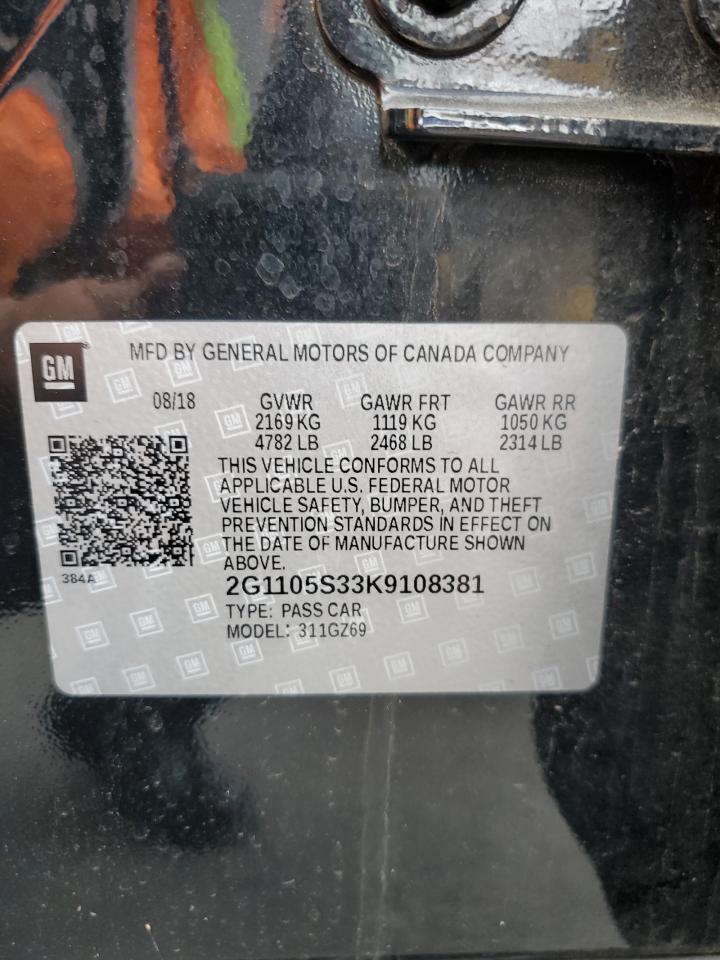 GM
MFD BY GENERAL MOTORS OF CANADA COMPANY
08/18 GVWR GAWR FRT GAWR RR
2169 KG 1119 KG 1050 KG
4782 LB 2468 LB 2314 LB
THIS VEHICLE CONFORMS TO ALL
APPLICABLE U.S. FEDERAL MOTOR
VEHICLE SAFETY, BUMPER, AND THEFT
PREVENTION STANDARDS IN EFFECT ON
THE DATE OF MANUFACTURE SHOWN
ABOVE.
384A
2G1105S33K9108381
TYPE: PASS CAR
MODEL: 311GZ69